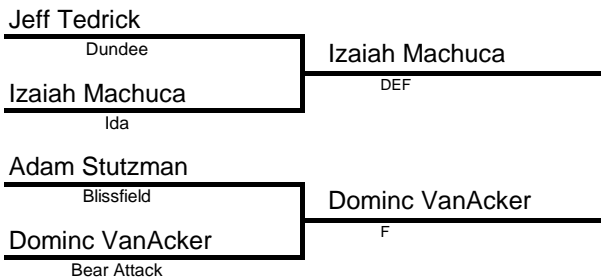 Jeff Tedrick
Dundee
Izaiah Machuca
Ida
Izaiah Machuca
DEF
Adam Stutzman
Blissfield
Dominc VanAcker
Bear Attack
Dominc VanAcker
F